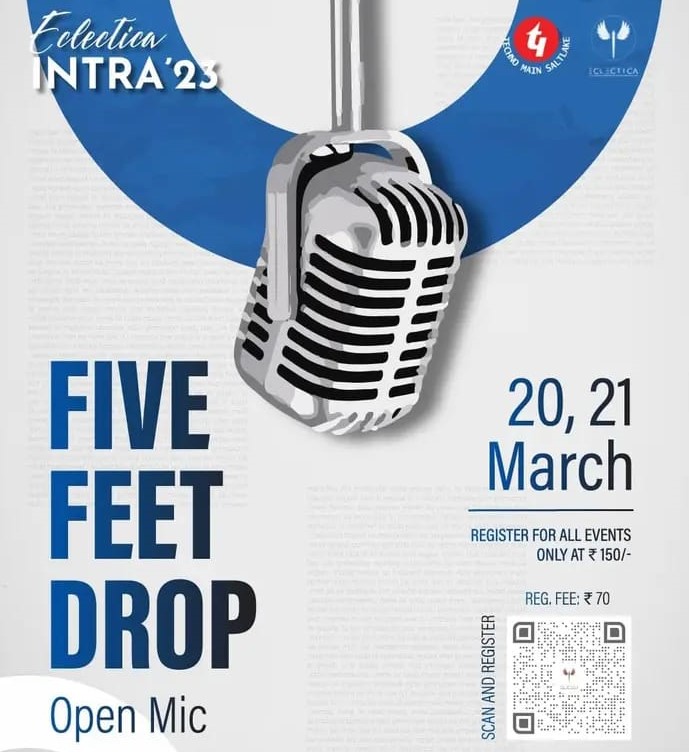 Eclectica
INTRA'23
t4
TECHNO MAIN SALTLAKE
ECLECTICA
FIVE
FEET
DROP
Open Mic
20, 21
March
REGISTER FOR ALL EVENTS
ONLY AT ₹ 150/-
REG. FEE: ₹ 70
SCAN AND REGISTER